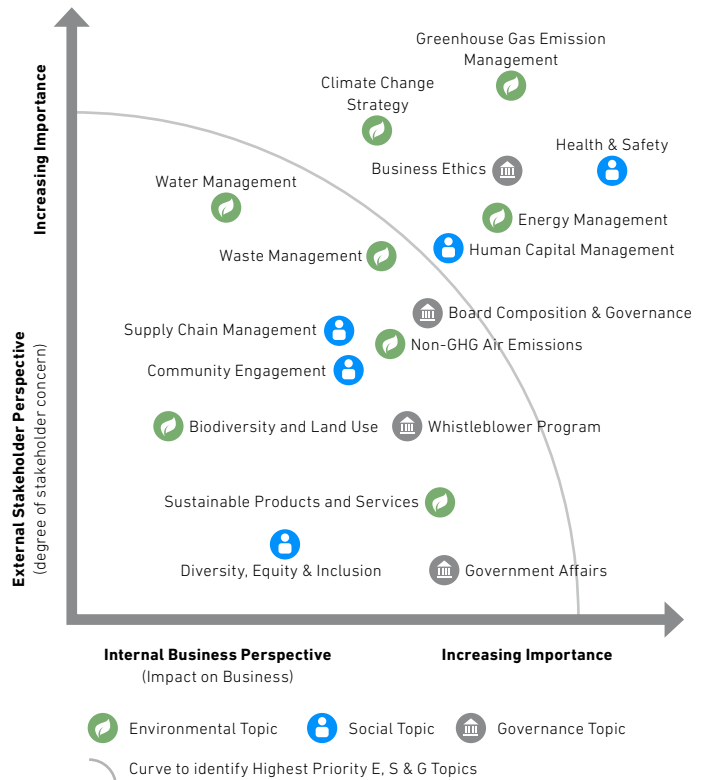 Greenhouse Gas Emission
Management
Climate Change
Strategy
Health & Safety
Business Ethics
Water Management
Energy Management
Human Capital Management
Waste Management
Board Composition & Governance
Supply Chain Management
Non-GHG Air Emissions
Community Engagement
Biodiversity and Land Use
Whistleblower Program
Sustainable Products and Services
Diversity, Equity & Inclusion
Government Affairs
Increasing Importance
External Stakeholder Perspective
(degree of stakeholder concern)
Internal Business Perspective
(Impact on Business)
Increasing Importance
Environmental Topic
Social Topic
Governance Topic
Curve to identify Highest Priority E, S & G Topics